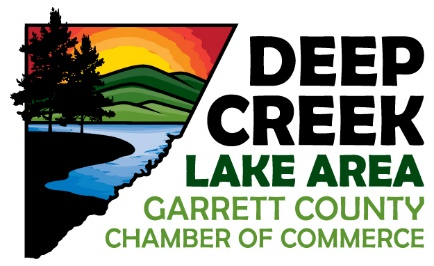 DEEP
CREEK
LAKE AREA
GARRETT COUNTY
CHAMBER OF COMMERCE